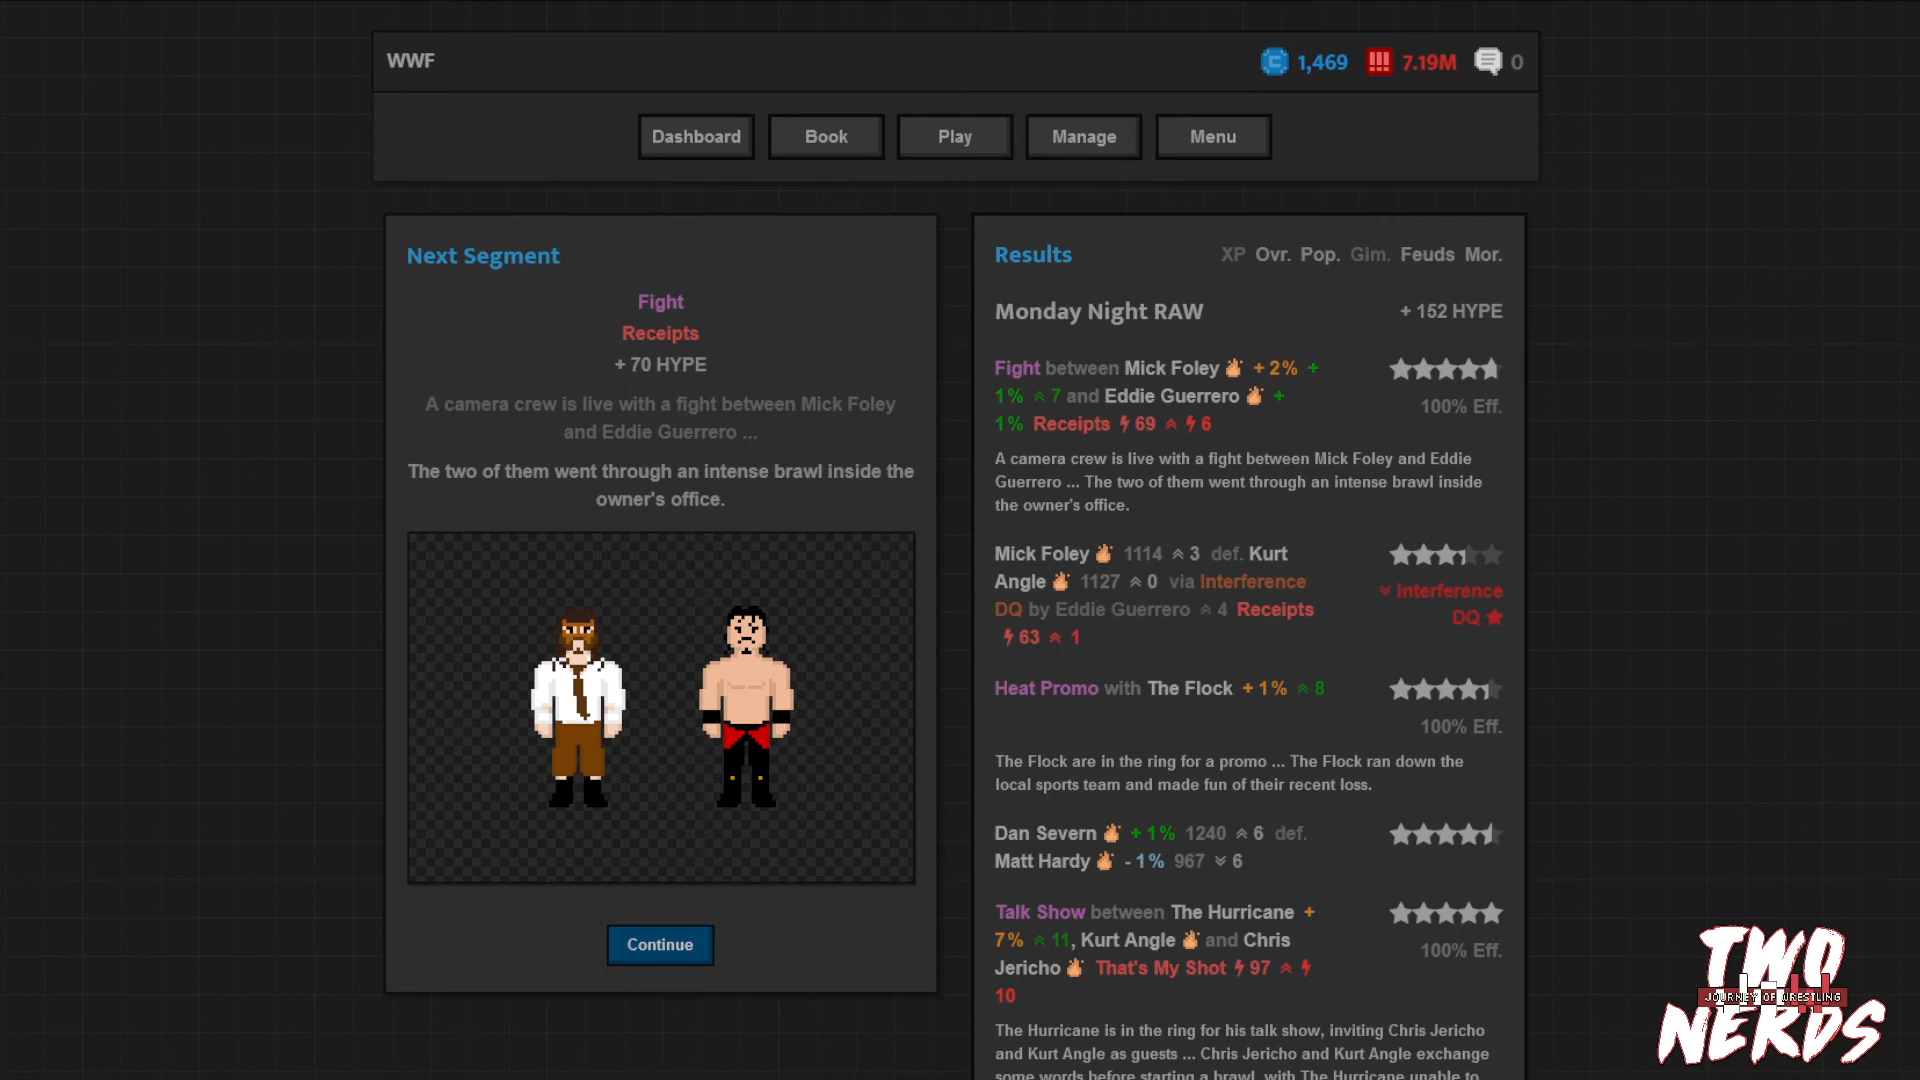 WWF
1,469
7.19M
0
Dashboard
Book
Play
Manage
Menu
Next Segment
Fight
Receipts
+ 70 HYPE
A camera crew is live with a fight between Mick Foley
and Eddie Guerrero ...
The two of them went through an intense brawl inside the
owner's office.
Continue
Results
XP Ovr. Pop. Gim. Feuds Mor.
Monday Night RAW
+ 152 HYPE
Fight between Mick Foley + 2% +
1% 7 and Eddie Guerrero +
1% Receipts 69 6
100% Eff.
A camera crew is live with a fight between Mick Foley and Eddie
Guerrero ... The two of them went through an intense brawl inside
the owner's office.
Mick Foley 1114 3 def. Kurt
Angle 1127 0 via Interference
DQ by Eddie Guerrero 4 Receipts
63 1
Interference
DQ
Heat Promo with The Flock + 1% 8
100% Eff.
The Flock are in the ring for a promo ... The Flock ran down the
local sports team and made fun of their recent loss.
Dan Severn + 1% 1240 6 def.
Matt Hardy - 1% 967 6
Talk Show between The Hurricane +
7% 11, Kurt Angle and Chris
Jericho That's My Shot 97
10
100% Eff.
The Hurricane is in the ring for his talk show, inviting Chris Jericho
and Kurt Angle as guests ... Chris Jericho and Kurt Angle exchange
some words before starting a brawl, with The Hurricane unable to
TWO
JOURNEY OF WRESTLING
NERDS